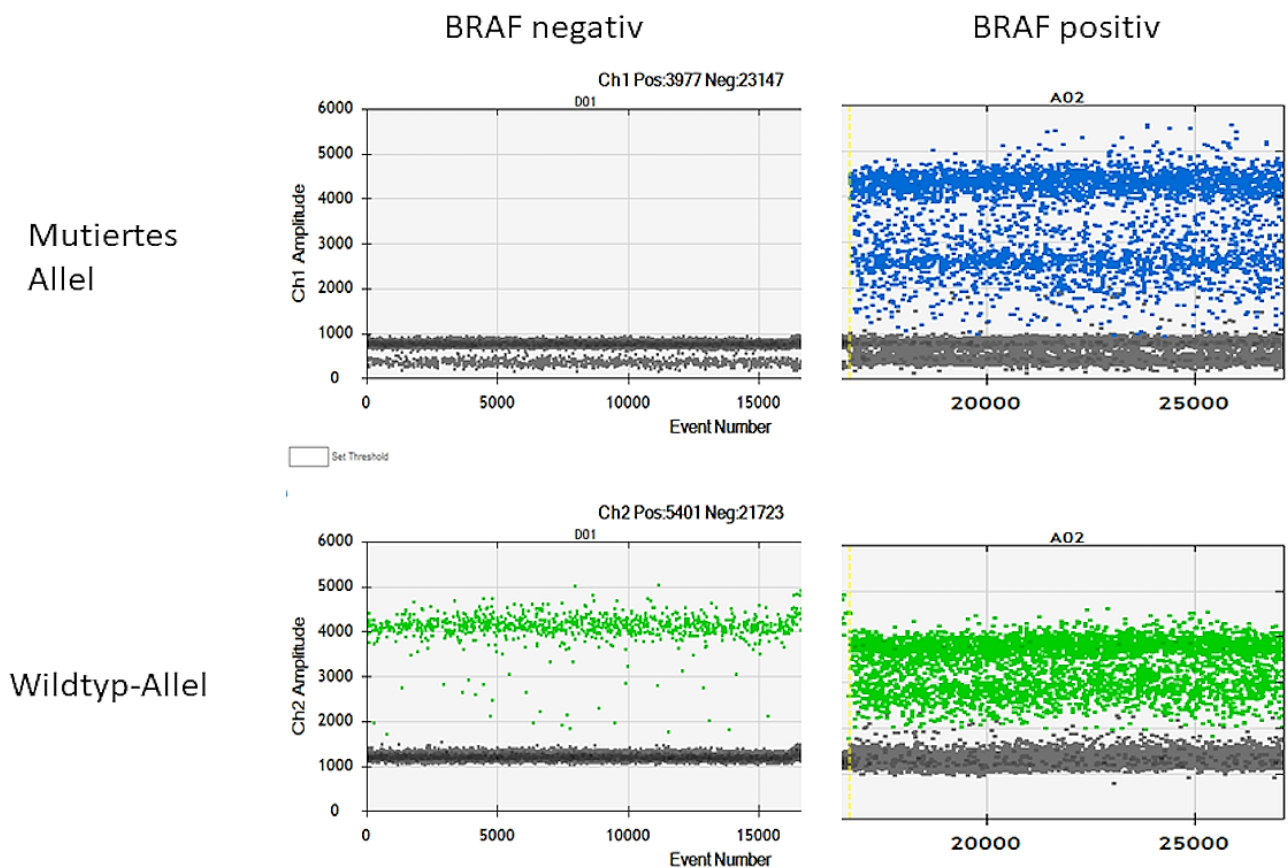 BRAF negativ
BRAF positiv
Mutiertes
Allel
Ch1 Pos:3977 Neg:23147
D01
6000
5000
4000
3000
2000
1000
0
Ch1 Amplitude
0 5000 10000 15000
Event Number
A02
20000 25000
Set Threshold
Wildtyp-Allel
Ch2 Pos:5401 Neg:21723
D01
6000
5000
4000
3000
2000
1000
0
Ch2 Amplitude
0 5000 10000 15000
Event Number
A02
20000 25000